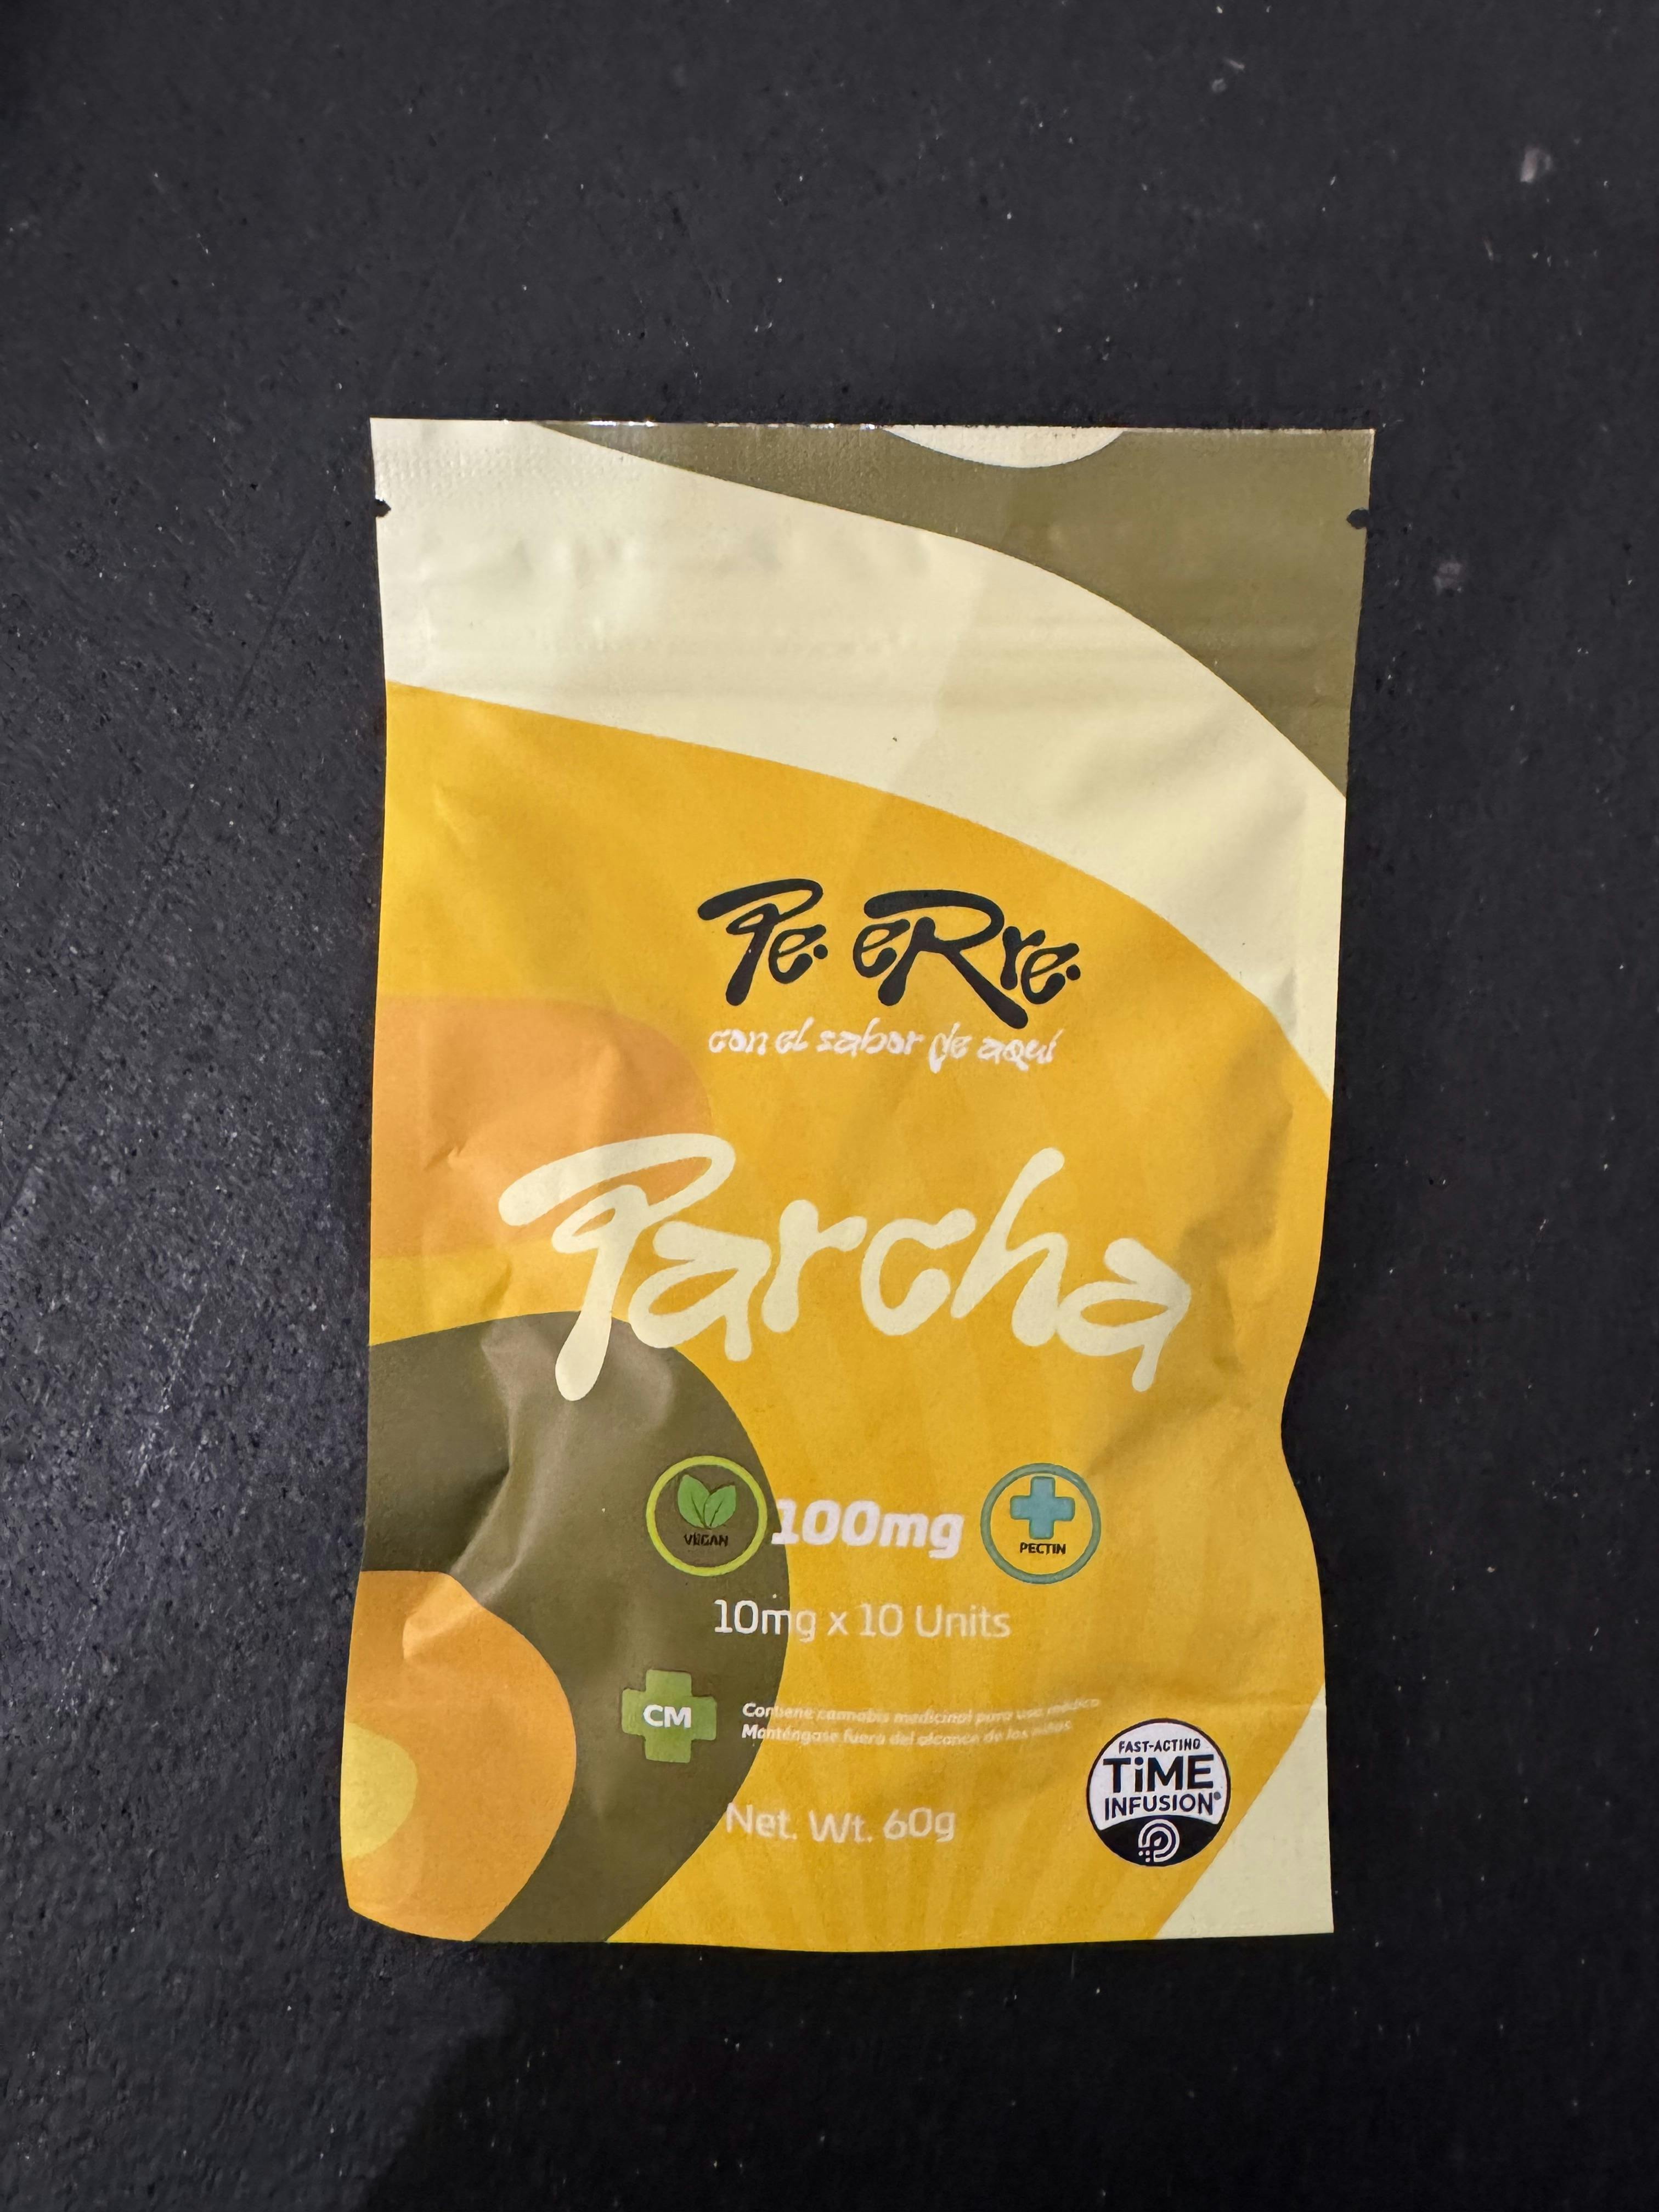 Pe eRre
con el sabor de aquí
Parcha
VEGAN
100mg
PECTIN
10mg x 10 Units
CM
Contiene cannabis medicinal para uso médico
Manténgase fuera del alcance de los niños
FAST-ACTING
TiME
INFUSION®
Net. Wt. 60g